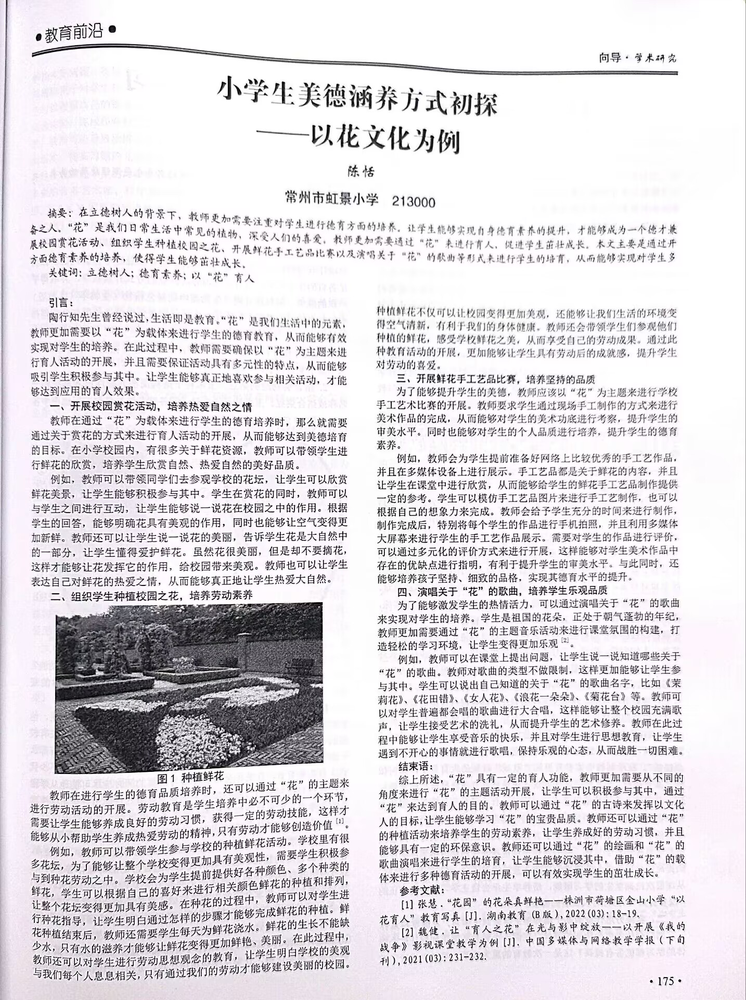 •教育前沿•
向导·学术研究
小学生美德涵养方式初探
——以花文化为例
陈恬
常州市虹景小学 213000
摘要：在立德树人的背景下，教师更加需要注重对学生进行德育方面的培养。让学生能够实现自身德育素养的提升，才能够成为一个德才兼
备之人。“花”是我们日常生活中常见的植物，深受人们的喜爱。教师更加需要通过“花”来进行育人，促进学生茁壮成长。本文主要是通过开
展校园赏花活动、组织学生种植校园之花、开展鲜花手工艺品比赛以及演唱关于“花”的歌曲等形式来进行学生的培育，从而能够实现对学生多
方面德育素养的培养，使得学生能够茁壮成长。
关键词：立德树人；德育素养；以“花”育人
引言：
陶行知先生曾经说过，生活即是教育。“花”是我们生活中的元素，
教师更加需要以“花”为载体来进行学生的德育教育，从而能够有效
实现对学生的培养。在此过程中，教师需要确保以“花”为主题来进
行育人活动的开展，并且需要保证活动具有多元性的特点，从而能够
吸引学生积极参与其中。让学生能够真正地喜欢参与相关活动，才能
够达到应用的育人效果。
一、开展校园赏花活动，培养热爱自然之情
教师在通过“花”为载体来进行学生的德育培养时，那么就需要
通过关于赏花的方式来进行育人活动的开展，从而能够达到美德培育
的目标。在小学校园内，有很多关于鲜花资源，教师可以带领学生进
行鲜花的欣赏，培养学生欣赏自然、热爱自然的美好品质。
例如，教师可以带领同学们去参观学校的花坛，让学生可以欣赏
鲜花美景，让学生能够积极参与其中。学生在赏花的同时，教师可以
与学生之间进行互动，让学生能够说一说花在校园之中的作用。根据
学生的回答，能够明确花具有美观的作用，同时也能够让空气变得更
加新鲜。教师还可以让学生说一说花的美丽，告诉学生花是大自然中
的一部分，让学生懂得爱护鲜花。虽然花很美丽，但是却不要摘花，
这样才能够让花发挥它的作用，给校园带来美观。教师也可以让学生
表达自己对鲜花的热爱之情，从而能够真正地让学生热爱大自然。
二、组织学生种植校园之花，培养劳动素养
图1 种植鲜花
教师在进行学生的德育品质培养时，还可以通过“花”的主题来
进行劳动活动的开展。劳动教育是学生培养中必不可少的一个环节，
需要让学生能够养成良好的劳动习惯，获得一定的劳动技能，这样才
能够从小帮助学生养成热爱劳动的精神，只有劳动才能够创造价值[1]。
例如，教师可以带领学生参与学校的种植鲜花活动。学校里有很
多花坛，为了能够让整个学校变得更加具有美观性，需要学生积极参
与到种花劳动之中。学校会为学生提前提供好各种颜色、多个种类的
鲜花，学生可以根据自己的喜好来进行相关颜色鲜花的种植和排列，
让整个花坛变得更加具有美感。在种花的过程中，教师可以对学生进
行种花指导，让学生明白通过怎样的步骤才能够完成鲜花的种植。鲜
花种植结束后，教师还需要学生每天为鲜花浇水。鲜花的生长不能缺
少水，只有水的滋养才能够让鲜花变得更加鲜艳、美丽。在此过程中，
教师还可以对学生进行劳动思想观念的教育，让学生明白学校的美观
与我们每个人息息相关，只有通过我们的劳动才能够建设美丽的校园。
种植鲜花不仅可以让校园变得更加美观，还能够让我们生活的环境变
得空气清新，有利于我们的身体健康。教师还会带领学生们参观他们
种植的鲜花，感受学校鲜花之美，从而享受自己的劳动成果。通过此
种教育活动的开展，更加能够让学生具有劳动后的成就感，提升学生
对劳动的喜爱。
三、开展鲜花手工艺品比赛，培养坚持的品质
为了能够提升学生的美德，教师应该以“花”为主题来进行学校
手工艺术比赛的开展。教师要求学生通过现场手工制作的方式来进行
美术作品的完成，从而能够对学生的美术功底进行考察，提升学生的
审美水平。同时也能够对学生的个人品质进行培养，提升学生的德育
素养。
例如，教师会为学生提前准备好网络上比较优秀的手工艺作品，
并且在多媒体设备上进行展示。手工艺品都是关于鲜花的内容，并且
让学生在课堂中进行欣赏，从而能够给学生的鲜花手工艺品制作提供
一定的参考。学生可以模仿手工艺品图片来进行手工艺制作，也可以
根据自己的想象力来完成。教师会给予学生充分的时间来进行制作，
制作完成后，特别将每个学生的作品进行手机拍照，并且利用多媒体
大屏幕来进行学生的手工艺作品展示。需要对学生的作品进行评价，
可以通过多元化的评价方式来进行开展，这样能够对学生美术作品中
存在的优缺点进行指明，有利于提升学生的审美水平。与此同时，还
能够培养孩子坚持、细致的品格，实现其德育水平的提升。
四、演唱关于“花”的歌曲，培养学生乐观品质
为了能够激发学生的热情活力，可以通过演唱关于“花”的歌曲
来实现对学生的培养。学生是祖国的花朵，正处于朝气蓬勃的年纪，
教师更加需要通过“花”的主题音乐活动来进行课堂氛围的构建，打
造轻松的学习环境，让学生变得更加乐观[2]。
例如，教师可以在课堂上提出问题，让学生说一说知道哪些关于
“花”的歌曲。教师对歌曲的类型不做限制，这样更加能够让学生参
与其中。学生可以说出自己知道的关于“花”的歌曲名字，比如《茉
莉花》、《花田错》、《女人花》、《浪花一朵朵》、《菊花台》等。教师可
以对学生普遍都会唱的歌曲进行大合唱，这样能够让整个校园充满歌
声，让学生接受艺术的洗礼，从而提升学生的艺术修养。教师在此过
程中能够让学生享受音乐的快乐，并且对学生进行思想教育，让学生
遇到不开心的事情就进行歌唱，保持乐观的心态，从而战胜一切困难。
结束语：
综上所述，“花”具有一定的育人功能，教师更加需要从不同的
角度来进行“花”的主题活动开展，让学生可以积极参与其中，通过
“花”来达到育人的目的。教师可以通过“花”的古诗来发挥以文化
人的目标，让学生能够学习“花”的宝贵品质。教师还可以通过“花”
的种植活动来培养学生的劳动素养，让学生养成好的劳动习惯，并且
能够具有一定的环保意识。教师还可以通过“花”的绘画和“花”的
歌曲演唱来进行学生的培育，让学生能够沉浸其中，借助“花”的载
体来进行多种德育活动的开展，可以有效实现学生的茁壮成长。
参考文献：
[1] 张慧.“花园”的花朵真鲜艳——株洲市荷塘区金山小学“以
花育人”教育写真[J].湖南教育(B版),2022(03):18-19.
[2] 魏健.让“育人之花”在光与影中绽放——以开展《我的
战争》影视课堂教学为例[J].中国多媒体与网络教学学报(下旬
刊),2021(03):231-232.
·175·